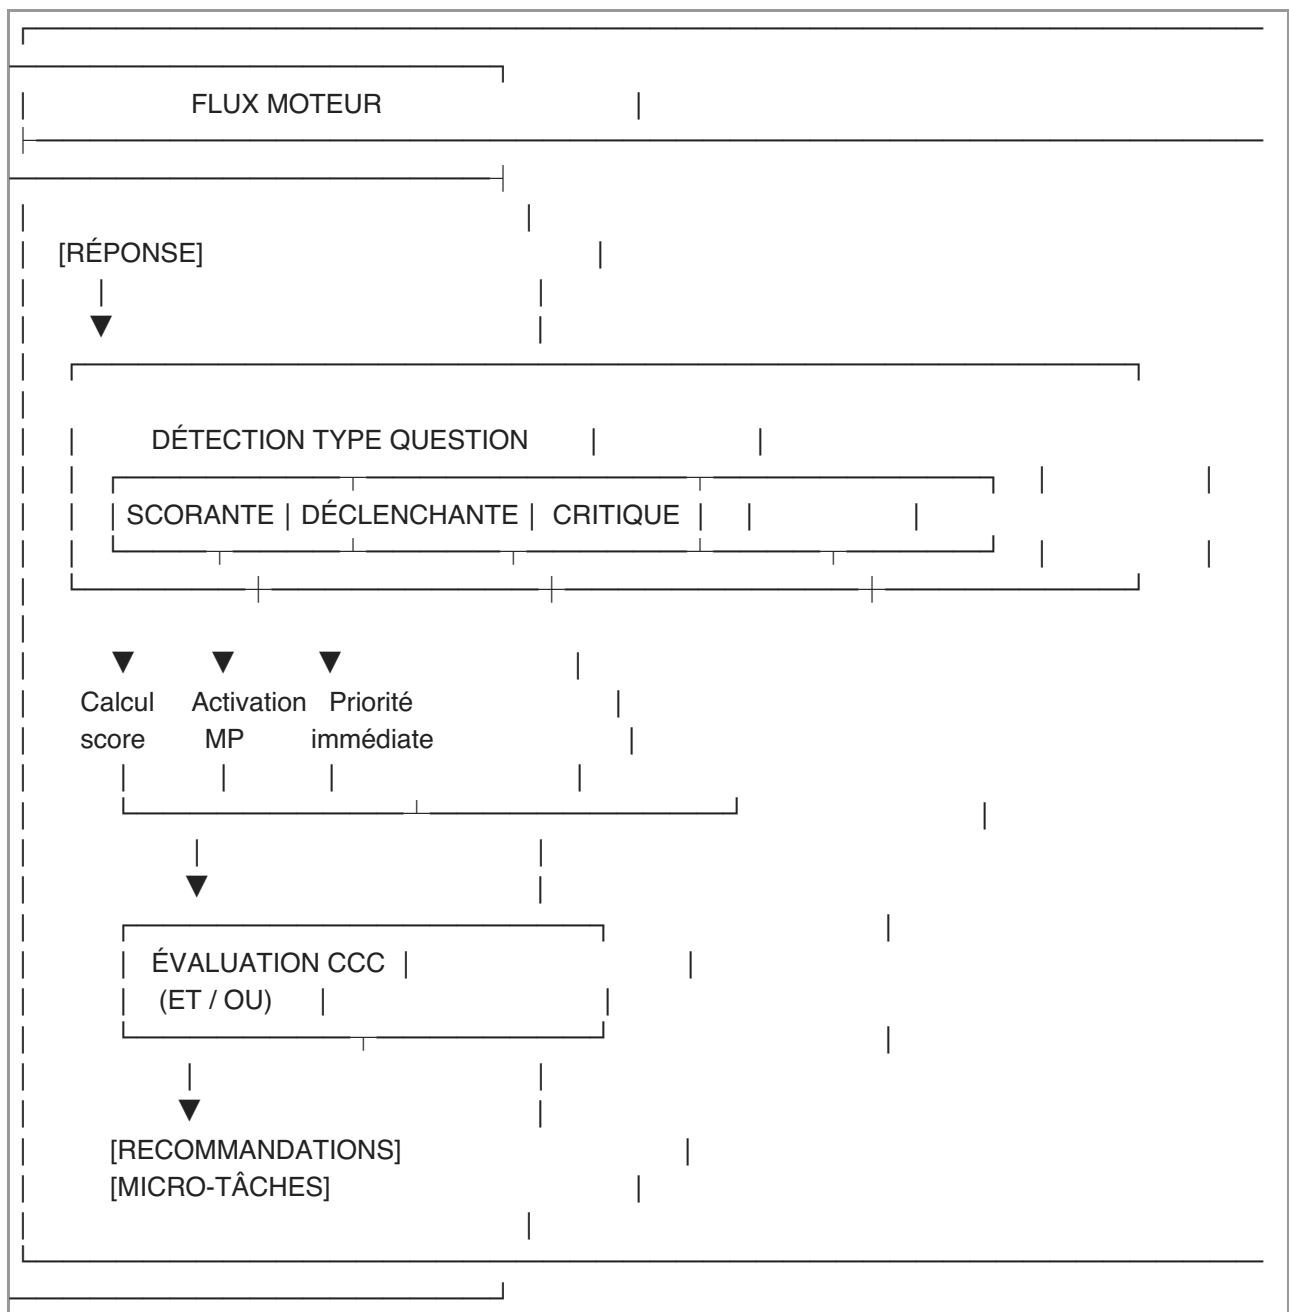 FLUX MOTEUR
[RÉPONSE]
▼
DÉTECTION TYPE QUESTION
| SCORANTE | DÉCLENCHANTE | CRITIQUE |
▼ ▼ ▼
Calcul Activation Priorité
score MP immédiate
▼
ÉVALUATION CCC
(ET / OU)
▼
[RECOMMANDATIONS]
[MICRO-TÂCHES]